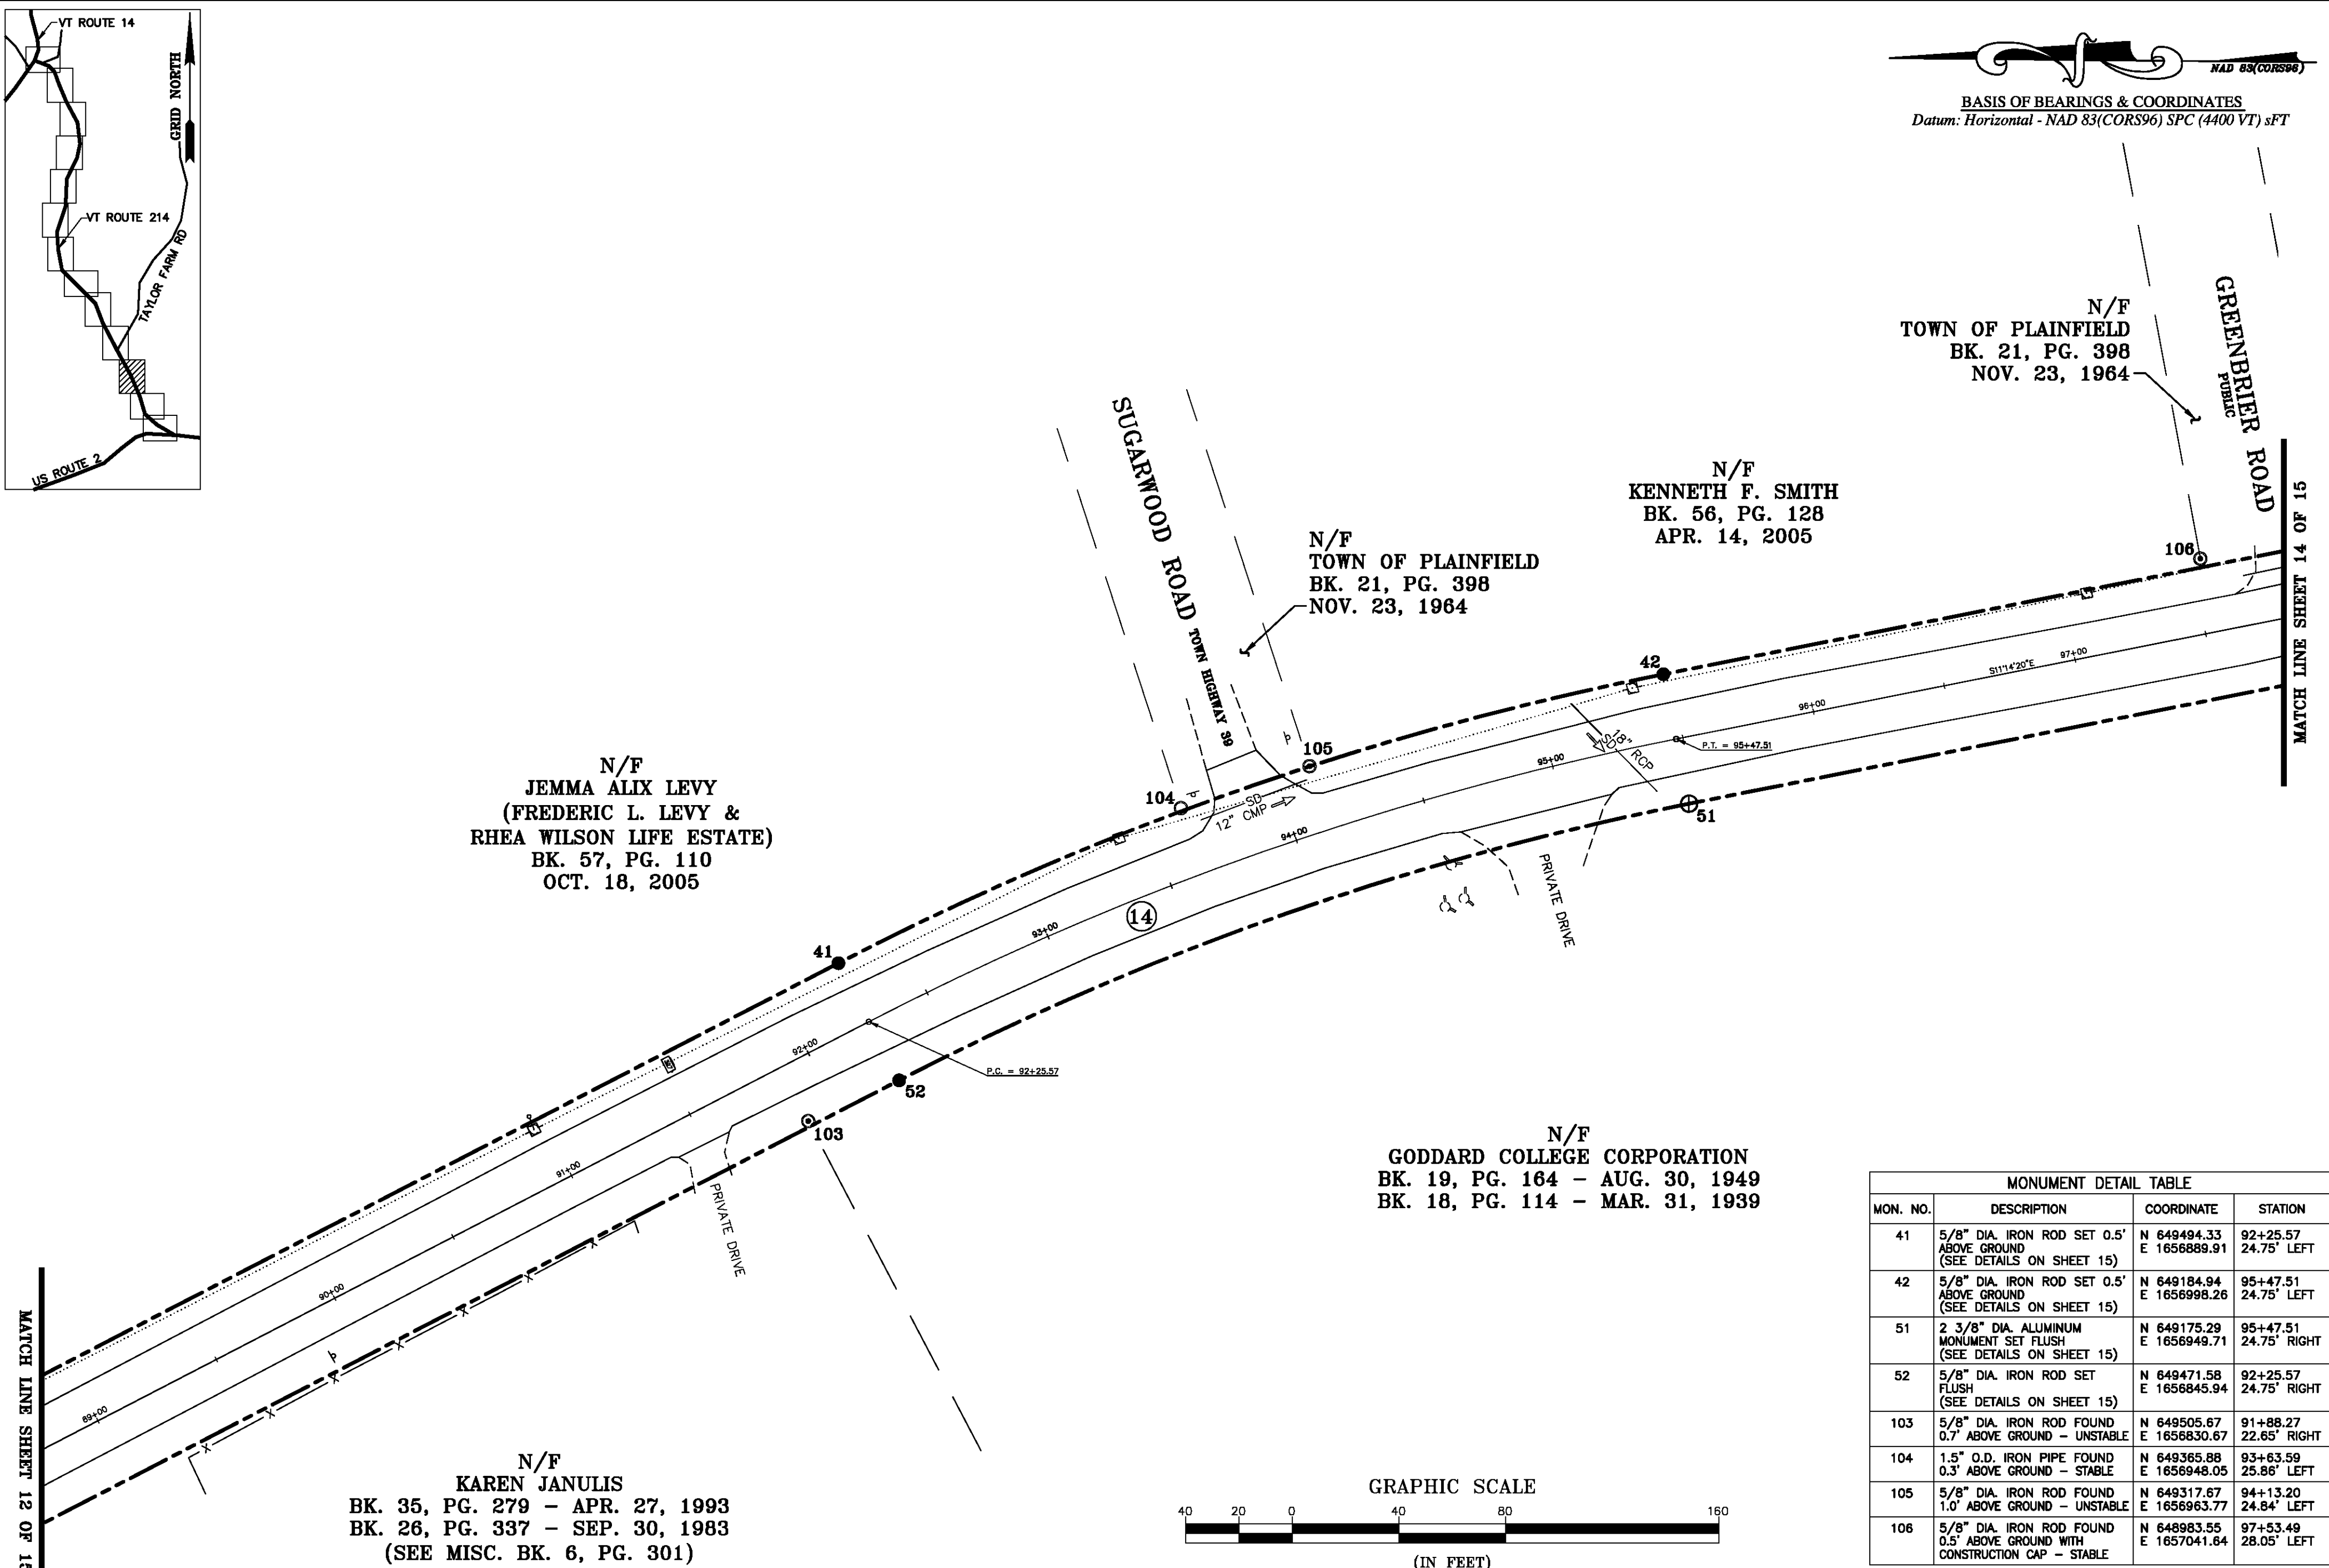 VT ROUTE 14
GRID NORTH
VT ROUTE 214
TAYLOR FARM RD
US ROUTE 2
NAD 83(CORS96)
BASIS OF BEARINGS & COORDINATES
Datum: Horizontal - NAD 83(CORS96) SPC (4400 VT) sFT
N/F
TOWN OF PLAINFIELD
BK. 21, PG. 398
NOV. 23, 1964
GREENBRIER ROAD
PUBLIC
MATCH LINE SHEET 14 OF 15
106
N/F
KENNETH F. SMITH
BK. 56, PG. 128
APR. 14, 2005
SUGARWOOD ROAD
TOWN HIGHWAY 39
N/F
TOWN OF PLAINFIELD
BK. 21, PG. 398
NOV. 23, 1964
42
S11°14'20"E
97+00
96+00
P.T. = 95+47.51
95+00
18" RCP
SD
51
105
104
SD
12" CMP
94+00
PRIVATE DRIVE
N/F
JEMMA ALIX LEVY
(FREDERIC L. LEVY &
RHEA WILSON LIFE ESTATE)
BK. 57, PG. 110
OCT. 18, 2005
14
93+00
41
92+00
P.C. = 92+25.57
52
103
91+00
PRIVATE DRIVE
90+00
89+00
X X X X X X X
MATCH LINE SHEET 12 OF 15
N/F
GODDARD COLLEGE CORPORATION
BK. 19, PG. 164 – AUG. 30, 1949
BK. 18, PG. 114 – MAR. 31, 1939
N/F
KAREN JANULIS
BK. 35, PG. 279 – APR. 27, 1993
BK. 26, PG. 337 – SEP. 30, 1983
(SEE MISC. BK. 6, PG. 301)
GRAPHIC SCALE
40 20 0 40 80 160
(IN FEET)
MONUMENT DETAIL TABLE
MON. NO. DESCRIPTION COORDINATE STATION
41 5/8" DIA. IRON ROD SET 0.5' N 649494.33 92+25.57
ABOVE GROUND E 1656889.91 24.75' LEFT
(SEE DETAILS ON SHEET 15)
42 5/8" DIA. IRON ROD SET 0.5' N 649184.94 95+47.51
ABOVE GROUND E 1656998.26 24.75' LEFT
(SEE DETAILS ON SHEET 15)
51 2 3/8" DIA. ALUMINUM N 649175.29 95+47.51
MONUMENT SET FLUSH E 1656949.71 24.75' RIGHT
(SEE DETAILS ON SHEET 15)
52 5/8" DIA. IRON ROD SET N 649471.58 92+25.57
FLUSH E 1656845.94 24.75' RIGHT
(SEE DETAILS ON SHEET 15)
103 5/8" DIA. IRON ROD FOUND N 649505.67 91+88.27
0.7' ABOVE GROUND – UNSTABLE E 1656830.67 22.65' RIGHT
104 1.5" O.D. IRON PIPE FOUND N 649365.88 93+63.59
0.3' ABOVE GROUND – STABLE E 1656948.05 25.86' LEFT
105 5/8" DIA. IRON ROD FOUND N 649317.67 94+13.20
1.0' ABOVE GROUND – UNSTABLE E 1656963.77 24.84' LEFT
106 5/8" DIA. IRON ROD FOUND N 648983.55 97+53.49
0.5' ABOVE GROUND WITH E 1657041.64 28.05' LEFT
CONSTRUCTION CAP – STABLE